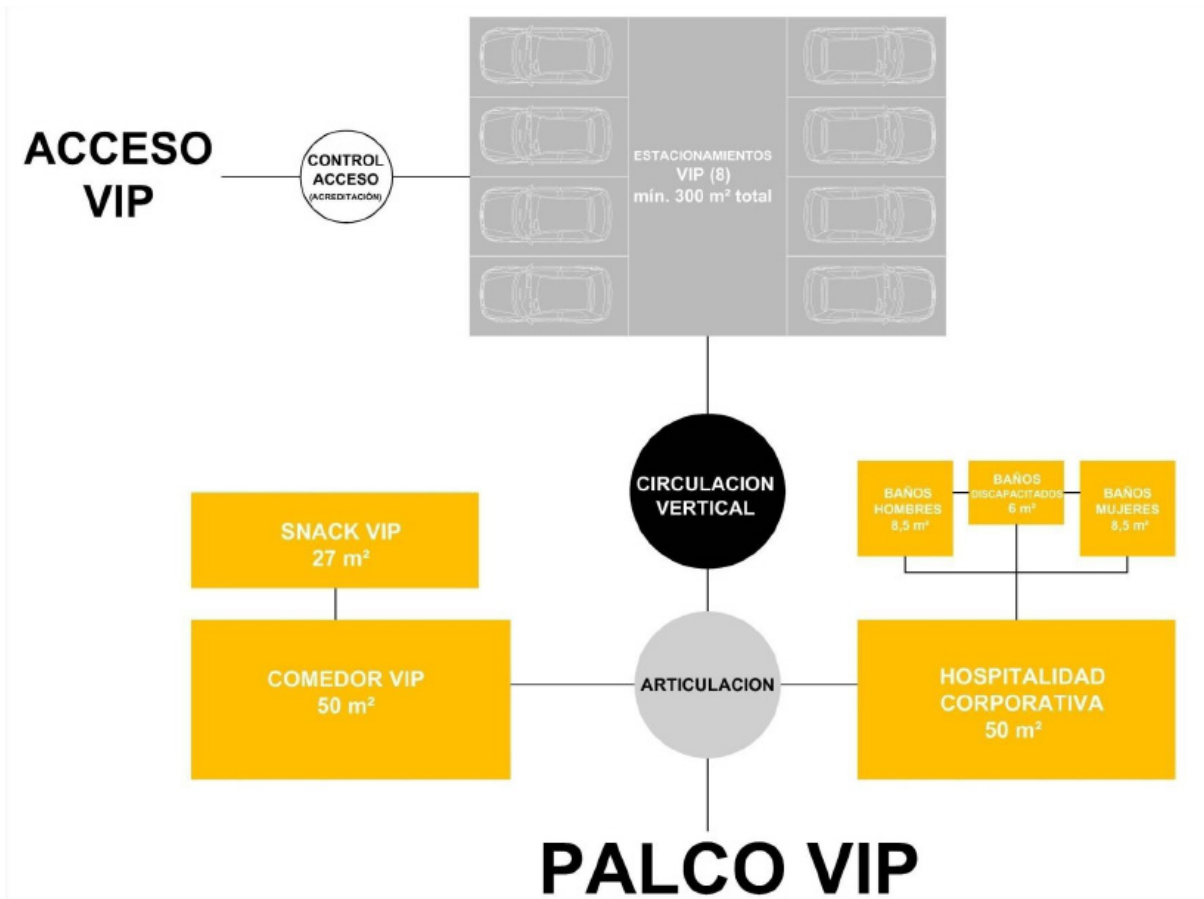 ACCESO
VIP
CONTROL
ACCESO
(ACREDITACIÓN)
ESTACIONAMIENTOS
VIP (8)
mín. 300 m² total
CIRCULACION
VERTICAL
SNACK VIP
27 m²
COMEDOR VIP
50 m²
ARTICULACION
BAÑOS
HOMBRES
8,5 m²
BAÑOS
DISCAPACITADOS
6 m²
BAÑOS
MUJERES
8,5 m²
HOSPITALIDAD
CORPORATIVA
50 m²
PALCO VIP